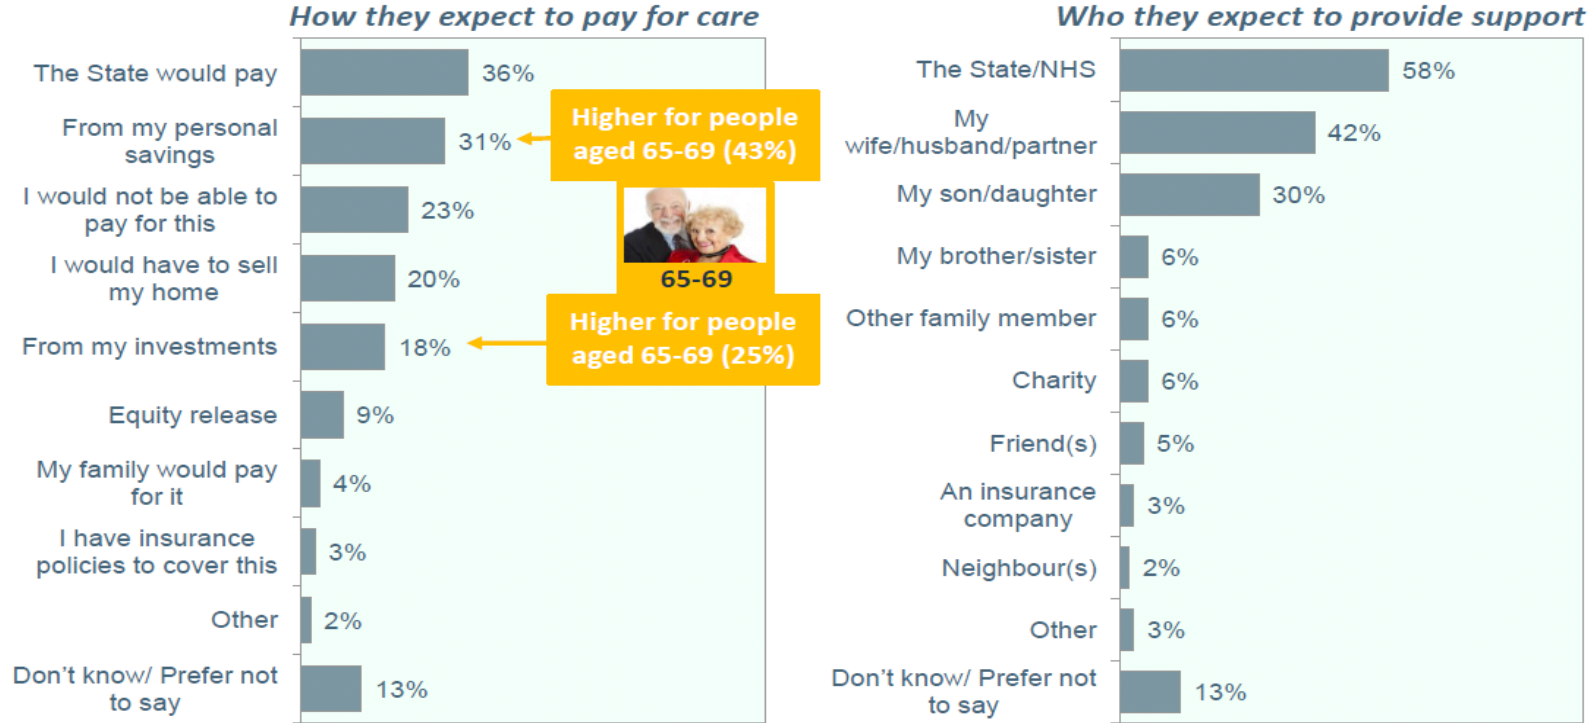 How they expect to pay for care
The State would pay
36%
From my personal
savings
31%
Higher for people
aged 65-69 (43%)
I would not be able to
pay for this
23%
I would have to sell
my home
20%
65-69
From my investments
18%
Higher for people
aged 65-69 (25%)
Equity release
9%
My family would pay
for it
4%
I have insurance
policies to cover this
3%
Other
2%
Don’t know/ Prefer not
to say
13%
Who they expect to provide support
The State/NHS
58%
My
wife/husband/partner
42%
My son/daughter
30%
My brother/sister
6%
Other family member
6%
Charity
6%
Friend(s)
5%
An insurance
company
3%
Neighbour(s)
2%
Other
3%
Don’t know/ Prefer not
to say
13%